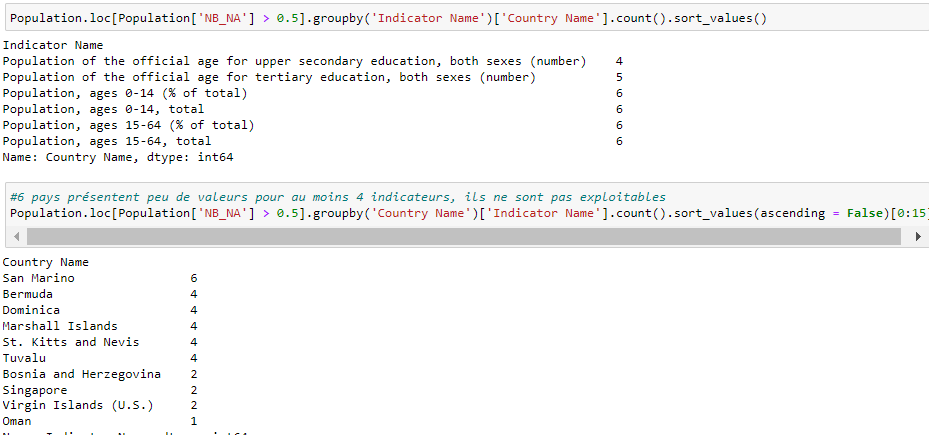 Population.loc[Population['NB_NA'] > 0.5].groupby('Indicator Name')['Country Name'].count().sort_values()
Indicator Name
Population of the official age for upper secondary education, both sexes (number)    4
Population of the official age for tertiary education, both sexes (number)    5
Population, ages 0-14 (% of total)    6
Population, ages 0-14, total    6
Population, ages 15-64 (% of total)    6
Population, ages 15-64, total    6
Name: Country Name, dtype: int64
#6 pays présentent peu de valeurs pour au moins 4 indicateurs, ils ne sont pas exploitables
Population.loc[Population['NB_NA'] > 0.5].groupby('Country Name')['Indicator Name'].count().sort_values(ascending = False)[0:15]
Country Name
San Marino    6
Bermuda    4
Dominica    4
Marshall Islands    4
St. Kitts and Nevis    4
Tuvalu    4
Bosnia and Herzegovina    2
Singapore    2
Virgin Islands (U.S.)    2
Oman    1